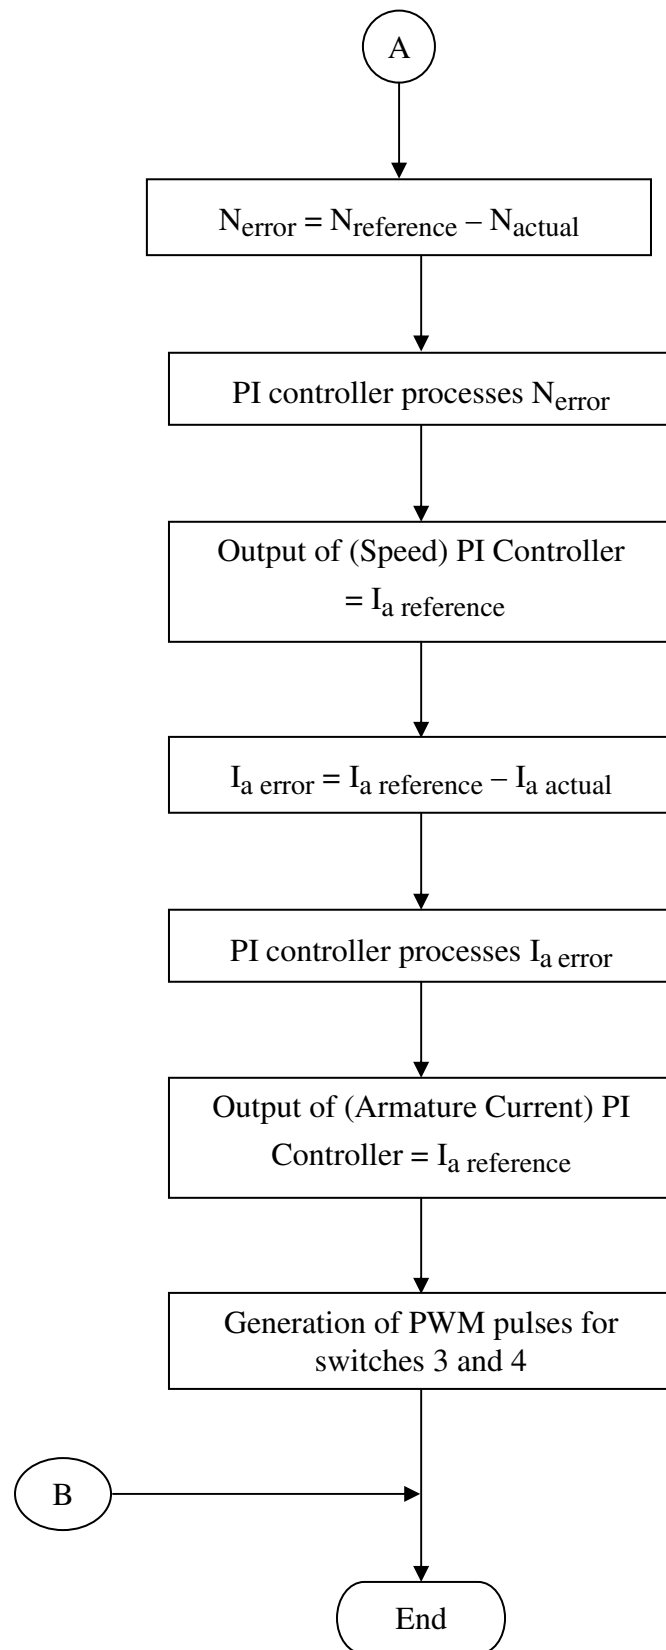 A
N_error = N_reference – N_actual
PI controller processes N_error
Output of (Speed) PI Controller
= I_a reference
I_a error = I_a reference – I_a actual
PI controller processes I_a error
Output of (Armature Current) PI
Controller = I_a reference
Generation of PWM pulses for
switches 3 and 4
B
End